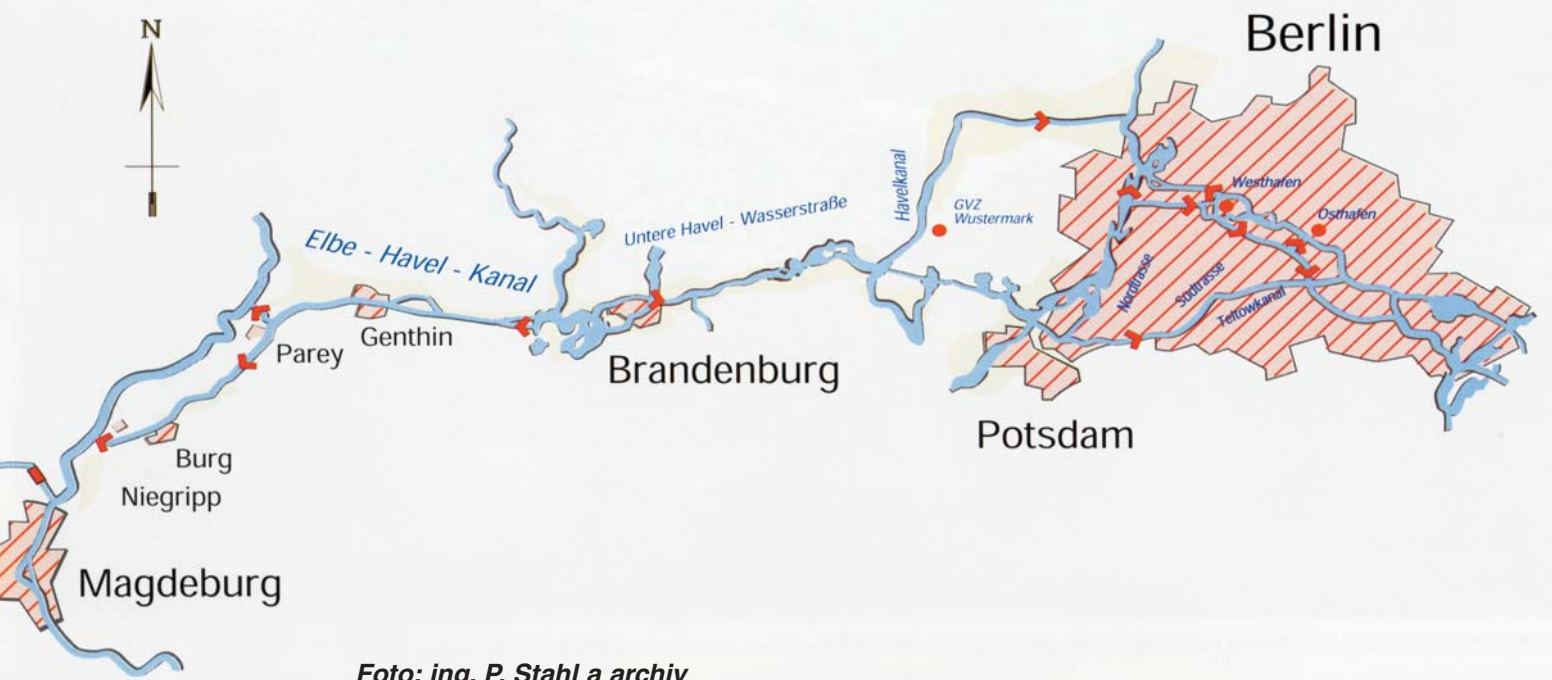 N
Berlin
Havelkanal
Westhafen
GVZ
Wustermark
Osthafen
Untere Havel - Wasserstraße
Elbe - Havel - Kanal
Nordtrasse
Südtrasse
Teltowkanal
Genthin
Parey
Brandenburg
Potsdam
Burg
Niegripp
Magdeburg
Foto: ing. P. Stahl a archiv